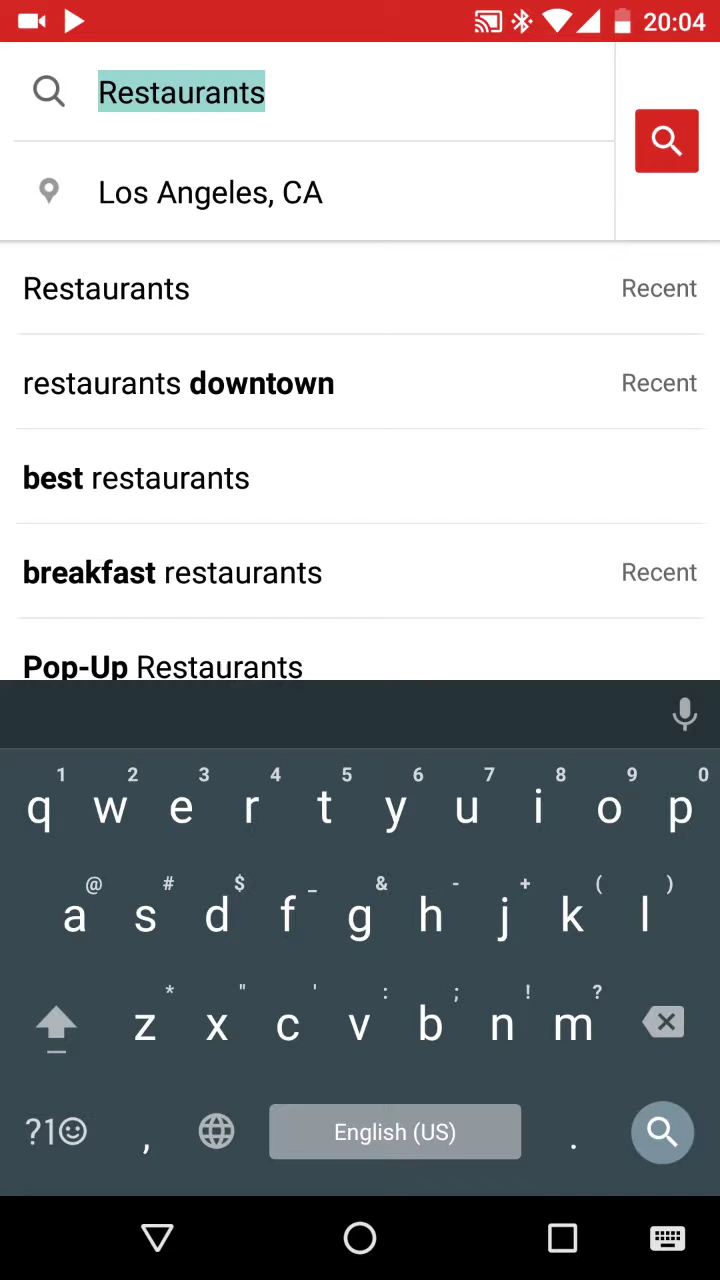 20:04
Restaurants
Los Angeles, CA
Restaurants Recent
restaurants downtown Recent
best restaurants
breakfast restaurants Recent
Pop-Up Restaurants
1 2 3 4 5 6 7 8 9 0
q w e r t y u i o p
@ # $ _ & - + ( )
a s d f g h j k l
* " ' : ; ! ?
z x c v b n m
?1☺ , English (US) .